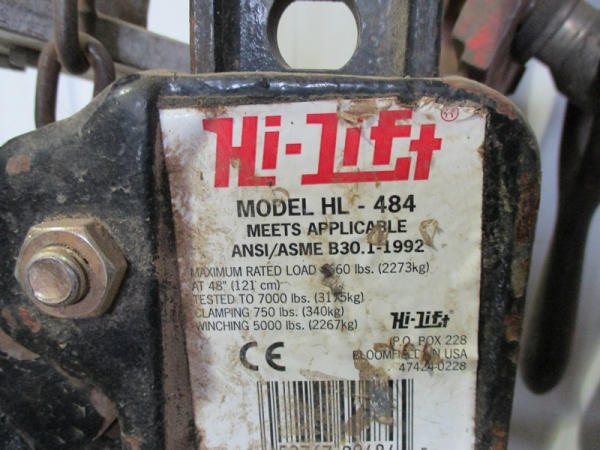 Hi-Lift
MODEL HL - 484
MEETS APPLICABLE
ANSI/ASME B30.1-1992
MAXIMUM RATED LOAD lbs. (2273kg)
AT 48" (121 cm)
TESTED TO 7000 lbs. (3175kg)
CLAMPING 750 lbs. (340kg)
WINCHING 5000 lbs. (2267kg)
Hi-Lift
P.O. BOX 228
BLOOMFIELD IN USA
47424-0228
CE